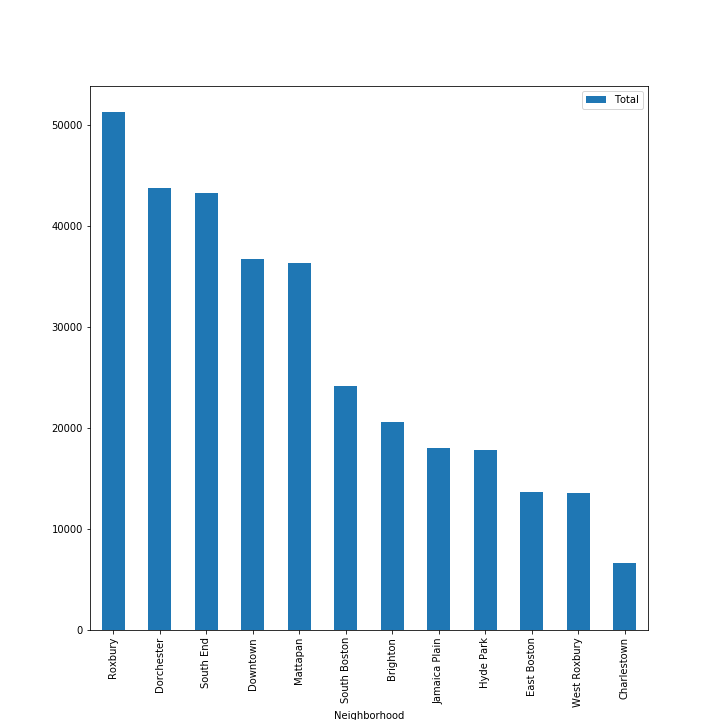 Total
50000
40000
30000
20000
10000
0
Roxbury
Dorchester
South End
Downtown
Mattapan
South Boston
Brighton
Jamaica Plain
Hyde Park
East Boston
West Roxbury
Charlestown
Neighborhood